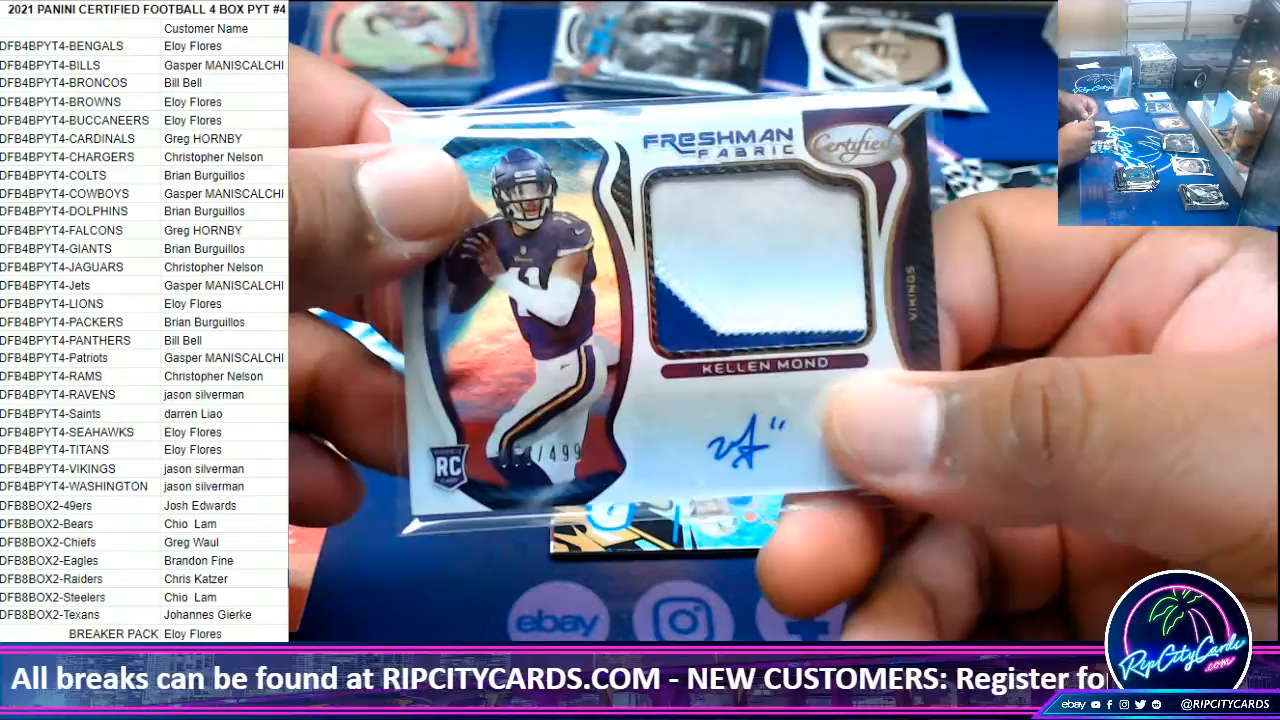 2021 PANINI CERTIFIED FOOTBALL 4 BOX PYT #4
Customer Name
DFB4BPYT4-BENGALS Eloy Flores
DFB4BPYT4-BILLS Gasper MANISCALCHI
DFB4BPYT4-BRONCOS Bill Bell
DFB4BPYT4-BROWNS Eloy Flores
DFB4BPYT4-BUCCANEERS Eloy Flores
DFB4BPYT4-CARDINALS Greg HORNBY
DFB4BPYT4-CHARGERS Christopher Nelson
DFB4BPYT4-COLTS Brian Burguillos
DFB4BPYT4-COWBOYS Gasper MANISCALCHI
DFB4BPYT4-DOLPHINS Brian Burguillos
DFB4BPYT4-FALCONS Greg HORNBY
DFB4BPYT4-GIANTS Brian Burguillos
DFB4BPYT4-JAGUARS Christopher Nelson
DFB4BPYT4-Jets Gasper MANISCALCHI
DFB4BPYT4-LIONS Eloy Flores
DFB4BPYT4-PACKERS Brian Burguillos
DFB4BPYT4-PANTHERS Bill Bell
DFB4BPYT4-Patriots Gasper MANISCALCHI
DFB4BPYT4-RAMS Christopher Nelson
DFB4BPYT4-RAVENS jason silverman
DFB4BPYT4-Saints darren Liao
DFB4BPYT4-SEAHAWKS Eloy Flores
DFB4BPYT4-TITANS Eloy Flores
DFB4BPYT4-VIKINGS jason silverman
DFB4BPYT4-WASHINGTON jason silverman
DFB8BOX2-49ers Josh Edwards
DFB8BOX2-Bears Chio Lam
DFB8BOX2-Chiefs Greg Waul
DFB8BOX2-Eagles Brandon Fine
DFB8BOX2-Raiders Chris Katzer
DFB8BOX2-Steelers Chio Lam
DFB8BOX2-Texans Johannes Gierke
BREAKER PACK Eloy Flores
FRESHMAN
FABRIC
Certified
VIKINGS
11
KELLEN MOND
RC
/499
ebay
All breaks can be found at RIPCITYCARDS.COM - NEW CUSTOMERS: Register fo
RipCityCards
.com
ebay @RIPCITYCARDS